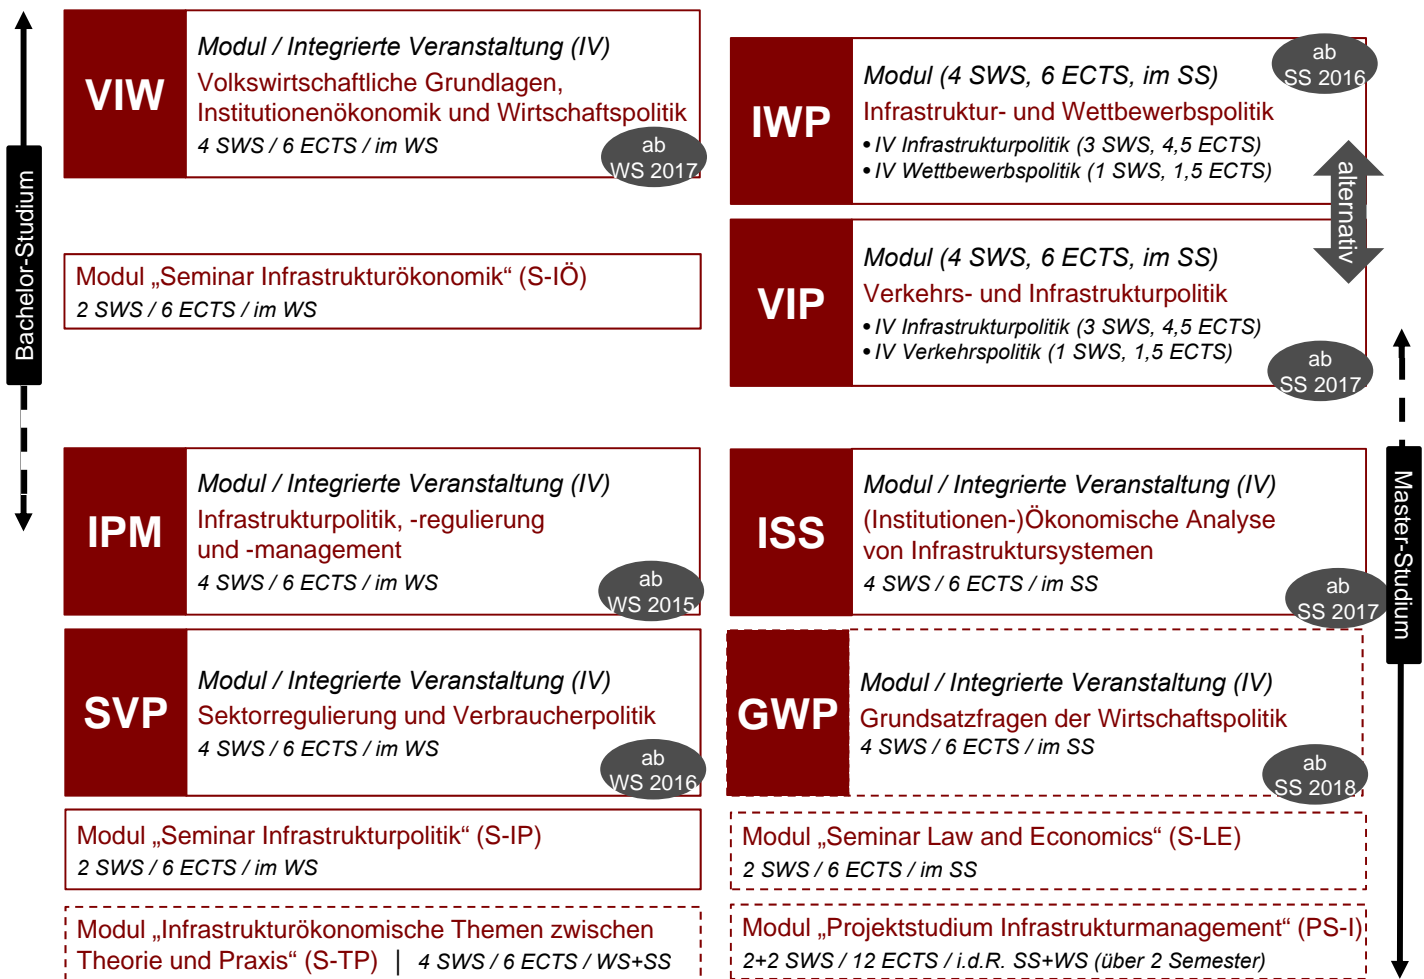 Bachelor-Studium
VIW
Modul / Integrierte Veranstaltung (IV)
Volkswirtschaftliche Grundlagen,
Institutionenökonomik und Wirtschaftspolitik
4 SWS / 6 ECTS / im WS
ab
WS 2017
Modul „Seminar Infrastrukturökonomik“ (S-IÖ)
2 SWS / 6 ECTS / im WS
IWP
Modul (4 SWS, 6 ECTS, im SS)
Infrastruktur- und Wettbewerbspolitik
• IV Infrastrukturpolitik (3 SWS, 4,5 ECTS)
• IV Wettbewerbspolitik (1 SWS, 1,5 ECTS)
ab
SS 2016
alternativ
VIP
Modul (4 SWS, 6 ECTS, im SS)
Verkehrs- und Infrastrukturpolitik
• IV Infrastrukturpolitik (3 SWS, 4,5 ECTS)
• IV Verkehrspolitik (1 SWS, 1,5 ECTS)
ab
SS 2017
IPM
Modul / Integrierte Veranstaltung (IV)
Infrastrukturpolitik, -regulierung
und -management
4 SWS / 6 ECTS / im WS
ab
WS 2015
ISS
Modul / Integrierte Veranstaltung (IV)
(Institutionen-)Ökonomische Analyse
von Infrastruktursystemen
4 SWS / 6 ECTS / im SS
ab
SS 2017
Master-Studium
SVP
Modul / Integrierte Veranstaltung (IV)
Sektorregulierung und Verbraucherpolitik
4 SWS / 6 ECTS / im WS
ab
WS 2016
GWP
Modul / Integrierte Veranstaltung (IV)
Grundsatzfragen der Wirtschaftspolitik
4 SWS / 6 ECTS / im SS
ab
SS 2018
Modul „Seminar Infrastrukturpolitik“ (S-IP)
2 SWS / 6 ECTS / im WS
Modul „Seminar Law and Economics“ (S-LE)
2 SWS / 6 ECTS / im SS
Modul „Infrastrukturökonomische Themen zwischen
Theorie und Praxis“ (S-TP) | 4 SWS / 6 ECTS / WS+SS
Modul „Projektstudium Infrastrukturmanagement“ (PS-I)
2+2 SWS / 12 ECTS / i.d.R. SS+WS (über 2 Semester)